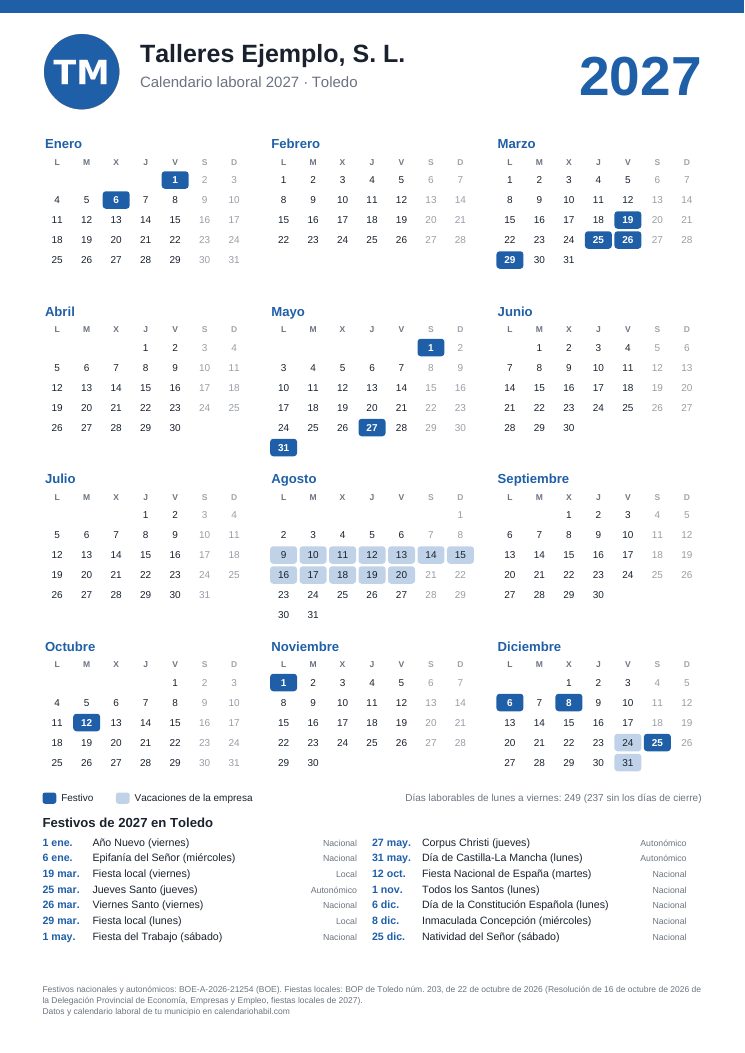 TM
Talleres Ejemplo, S. L.
Calendario laboral 2027 · Toledo
2027
Enero Febrero Marzo
L M X J V S D L M X J V S D L M X J V S D
1 2 3 1 2 3 4 5 6 7 1 2 3 4 5 6 7
4 5 6 7 8 9 10 8 9 10 11 12 13 14 8 9 10 11 12 13 14
11 12 13 14 15 16 17 15 16 17 18 19 20 21 15 16 17 18 19 20 21
18 19 20 21 22 23 24 22 23 24 25 26 27 28 22 23 24 25 26 27 28
25 26 27 28 29 30 31 29 30 31
Abril Mayo Junio
L M X J V S D L M X J V S D L M X J V S D
1 2 3 4 1 2 1 2 3 4 5 6
5 6 7 8 9 10 11 3 4 5 6 7 8 9 7 8 9 10 11 12 13
12 13 14 15 16 17 18 10 11 12 13 14 15 16 14 15 16 17 18 19 20
19 20 21 22 23 24 25 17 18 19 20 21 22 23 21 22 23 24 25 26 27
26 27 28 29 30 24 25 26 27 28 29 30 28 29 30
31
Julio Agosto Septiembre
L M X J V S D L M X J V S D L M X J V S D
1 2 3 4 1 1 2 3 4 5
5 6 7 8 9 10 11 2 3 4 5 6 7 8 6 7 8 9 10 11 12
12 13 14 15 16 17 18 9 10 11 12 13 14 15 13 14 15 16 17 18 19
19 20 21 22 23 24 25 16 17 18 19 20 21 22 20 21 22 23 24 25 26
26 27 28 29 30 31 23 24 25 26 27 28 29 27 28 29 30
30 31
Octubre Noviembre Diciembre
L M X J V S D L M X J V S D L M X J V S D
1 2 3 1 2 3 4 5 6 7 1 2 3 4 5
4 5 6 7 8 9 10 8 9 10 11 12 13 14 6 7 8 9 10 11 12
11 12 13 14 15 16 17 15 16 17 18 19 20 21 13 14 15 16 17 18 19
18 19 20 21 22 23 24 22 23 24 25 26 27 28 20 21 22 23 24 25 26
25 26 27 28 29 30 31 29 30 27 28 29 30 31
Festivo Vacaciones de la empresa Días laborables de lunes a viernes: 249 (237 sin los días de cierre)
Festivos de 2027 en Toledo
1 ene. Año Nuevo (viernes) Nacional 27 may. Corpus Christi (jueves) Autonómico
6 ene. Epifanía del Señor (miércoles) Nacional 31 may. Día de Castilla-La Mancha (lunes) Autonómico
19 mar. Fiesta local (viernes) Local 12 oct. Fiesta Nacional de España (martes) Nacional
25 mar. Jueves Santo (jueves) Autonómico 1 nov. Todos los Santos (lunes) Nacional
26 mar. Viernes Santo (viernes) Nacional 6 dic. Día de la Constitución Española (lunes) Nacional
29 mar. Fiesta local (lunes) Local 8 dic. Inmaculada Concepción (miércoles) Nacional
1 may. Fiesta del Trabajo (sábado) Nacional 25 dic. Natividad del Señor (sábado) Nacional
Festivos nacionales y autonómicos: BOE-A-2026-21254 (BOE). Fiestas locales: BOP de Toledo núm. 203, de 22 de octubre de 2026 (Resolución de 16 de octubre de 2026 de
la Delegación Provincial de Economía, Empresas y Empleo, fiestas locales de 2027).
Datos y calendario laboral de tu municipio en calendariohabil.com